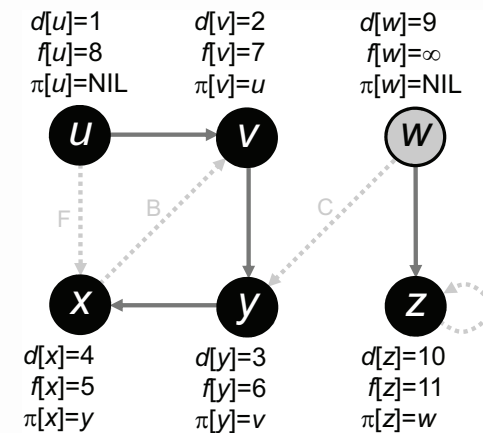 d[u]=1
f[u]=8
π[u]=NIL
d[v]=2
f[v]=7
π[v]=u
d[w]=9
f[w]=∞
π[w]=NIL
u
v
w
F
B
C
x
y
z
d[x]=4
f[x]=5
π[x]=y
d[y]=3
f[y]=6
π[y]=v
d[z]=10
f[z]=11
π[z]=w